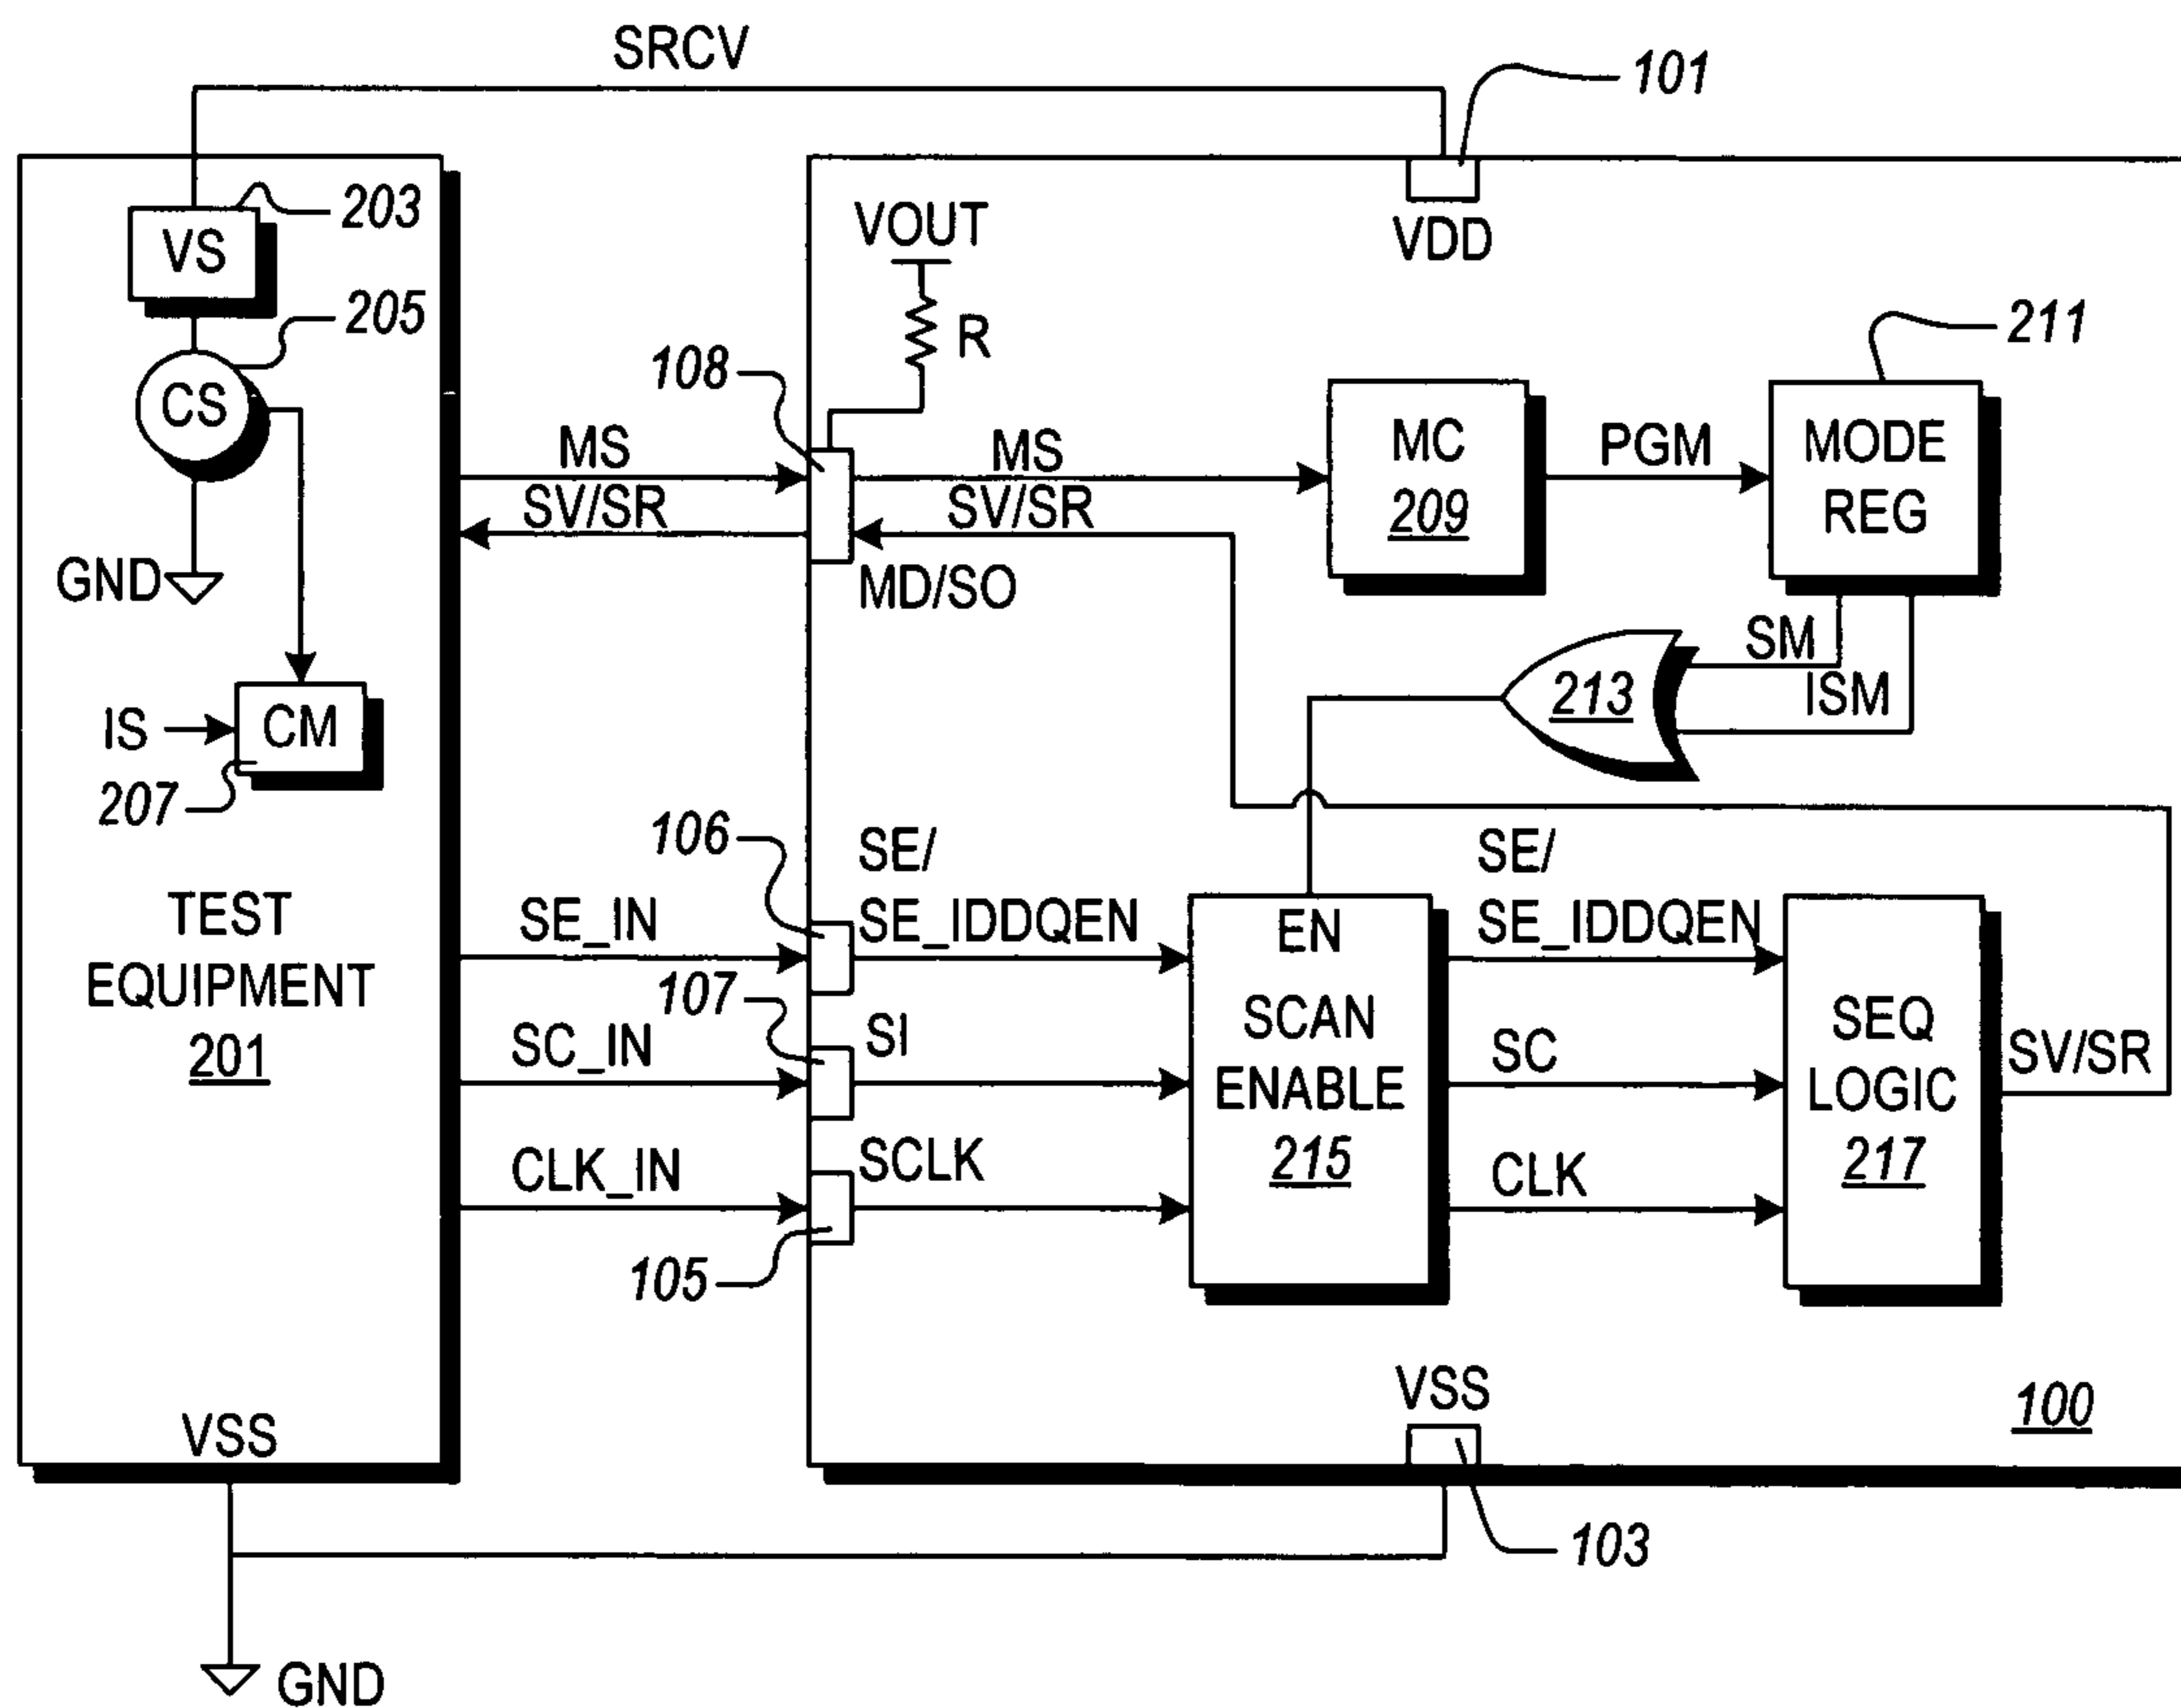 SRCV
101
VDD
203
VS
205
CS
GND
IS
CM
207
TEST
EQUIPMENT
201
VSS
GND
VOUT
R
108
MS
SV/SR
MS
SV/SR
MD/SO
MC
209
PGM
211
MODE
REG
SM
ISM
213
106
SE/
SE_IDDQEN
SE_IN
107
SI
SC_IN
SCLK
CLK_IN
105
EN
SCAN
ENABLE
215
SE/
SE_IDDQEN
SC
CLK
SEQ
LOGIC
217
SV/SR
VSS
103
100